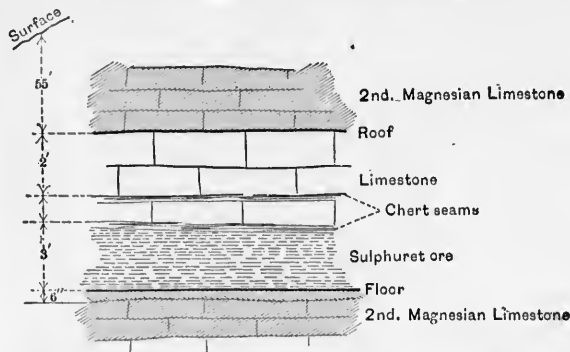 Surface
55'
2nd. Magnesian Limestone
Roof
2'
Limestone
Chert seams
3'
Sulphuret ore
Floor
6"
2nd. Magnesian Limestone